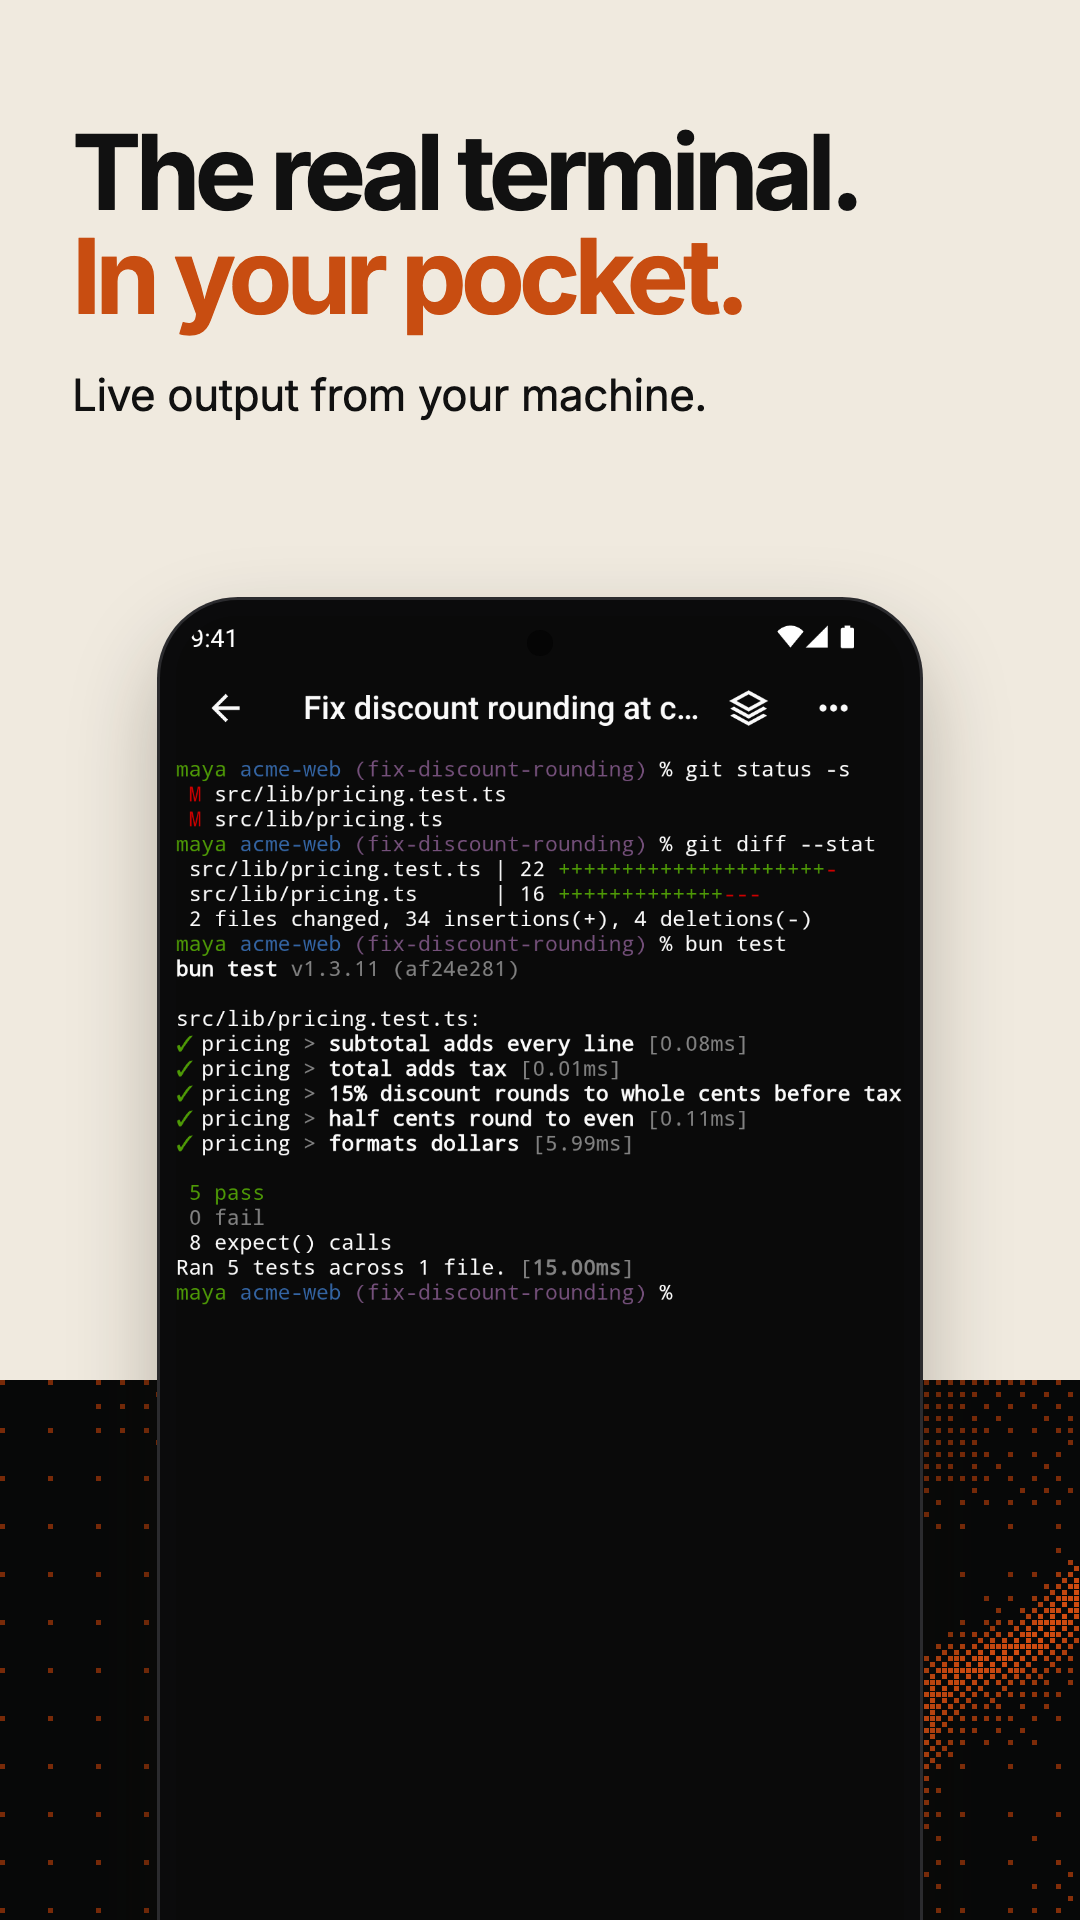 The real terminal.
In your pocket.
Live output from your machine.
9:41
Fix discount rounding at c...
maya acme-web (fix-discount-rounding) % git status -s
 M src/lib/pricing.test.ts
 M src/lib/pricing.ts
maya acme-web (fix-discount-rounding) % git diff --stat
 src/lib/pricing.test.ts | 22 +++++++++++++++++++++-
 src/lib/pricing.ts      | 16 +++++++++++++---
 2 files changed, 34 insertions(+), 4 deletions(-)
maya acme-web (fix-discount-rounding) % bun test
bun test v1.3.11 (af24e281)

src/lib/pricing.test.ts:
✓ pricing > subtotal adds every line [0.08ms]
✓ pricing > total adds tax [0.01ms]
✓ pricing > 15% discount rounds to whole cents before tax
✓ pricing > half cents round to even [0.11ms]
✓ pricing > formats dollars [5.99ms]

 5 pass
 0 fail
 8 expect() calls
Ran 5 tests across 1 file. [15.00ms]
maya acme-web (fix-discount-rounding) %